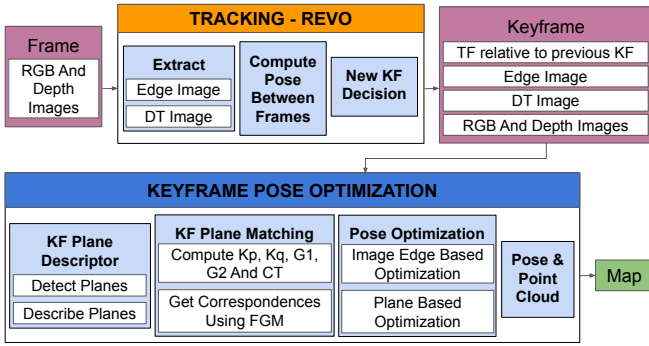 TRACKING - REVO
Frame
RGB And
Depth
Images
Extract
Edge Image
DT Image
Compute
Pose
Between
Frames
New KF
Decision
Keyframe
TF relative to previous KF
Edge Image
DT Image
RGB And Depth Images
KEYFRAME POSE OPTIMIZATION
KF Plane
Descriptor
Detect Planes
Describe Planes
KF Plane Matching
Compute Kp, Kq, G1,
G2 And CT
Get Correspondences
Using FGM
Pose Optimization
Image Edge Based
Optimization
Plane Based
Optimization
Pose &
Point
Cloud
Map